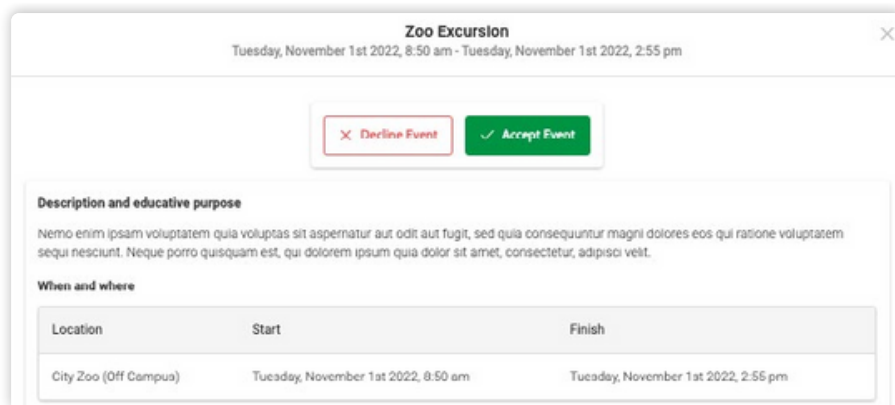 Zoo Excursion
Tuesday, November 1st 2022, 8:50 am - Tuesday, November 1st 2022, 2:55 pm
Decline Event
Accept Event
Description and educative purpose
Nemo enim ipsam voluptatem quia voluptas sit aspernatur aut odit aut fugit, sed quia consequuntur magni dolores eos qui ratione voluptatem
sequi nesciunt. Neque porro quisquam est, qui dolorem ipsum quia dolor sit amet, consectetur, adipisci velit.
When and where
Location Start Finish
City Zoo (Off Campus) Tuesday, November 1st 2022, 8:50 am Tuesday, November 1st 2022, 2:55 pm